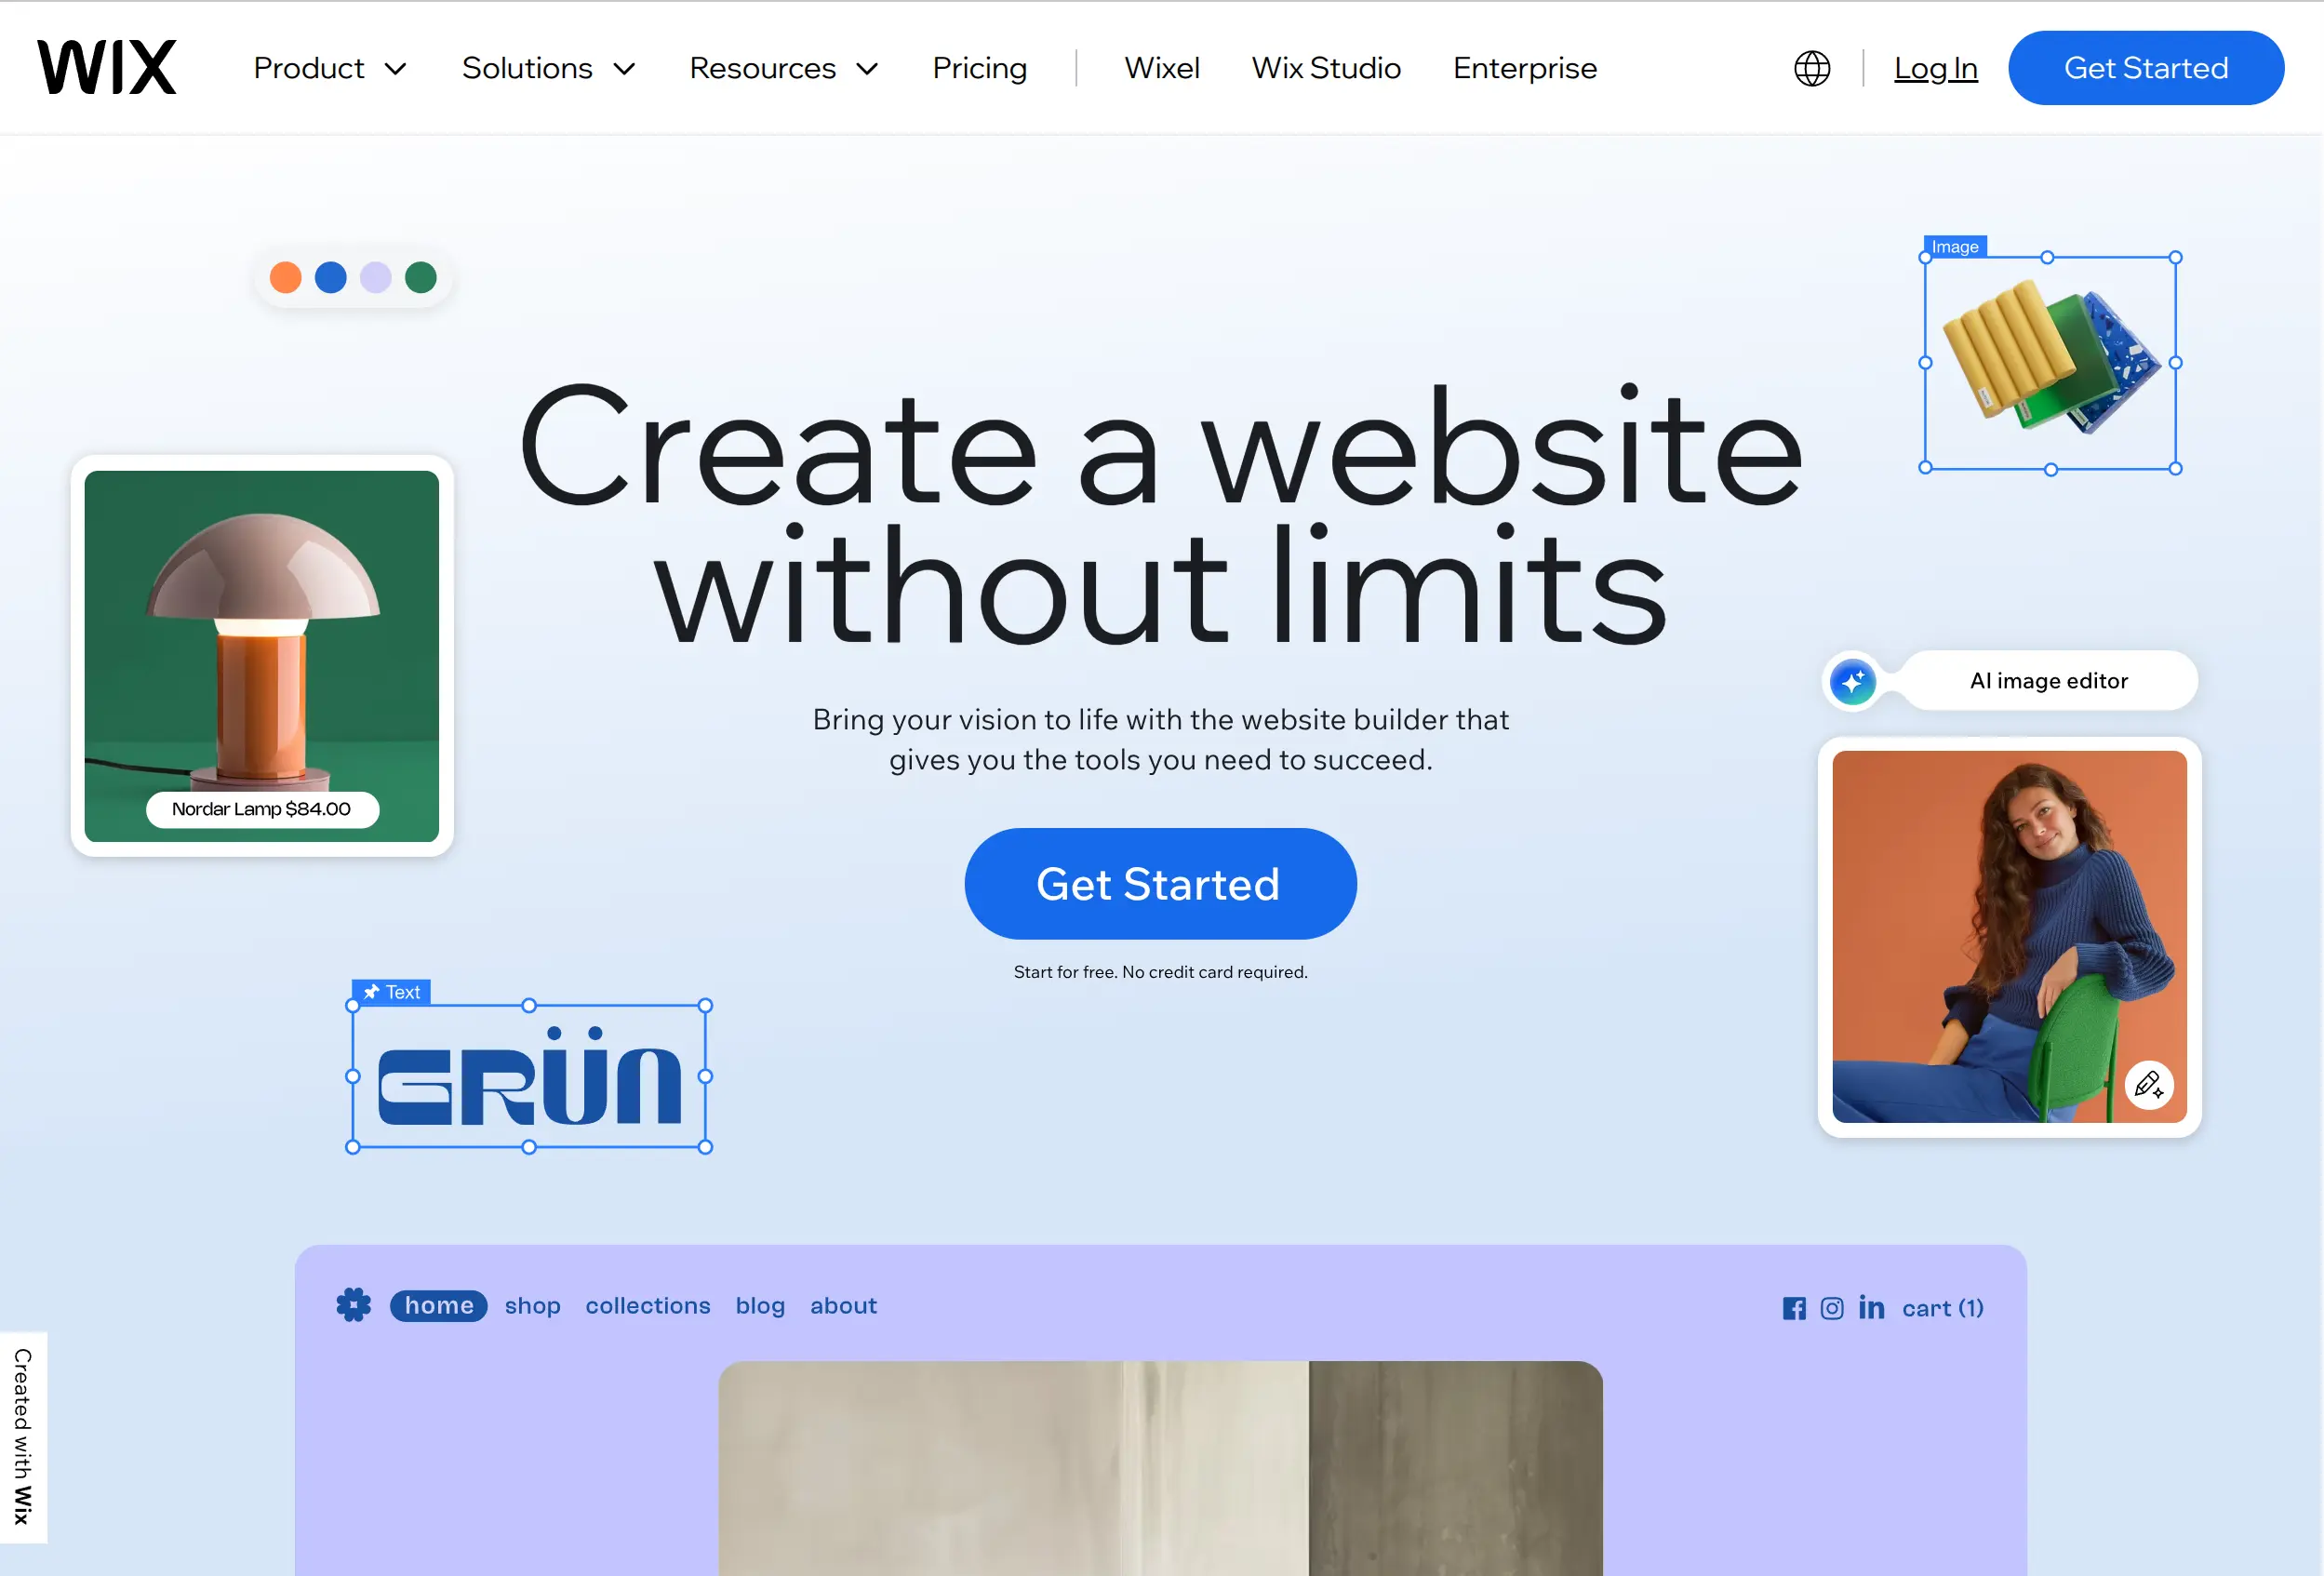 WIX
Product
Solutions
Resources
Pricing
Wixel
Wix Studio
Enterprise
Log In
Get Started
Image
Create a website
without limits
AI image editor
Bring your vision to life with the website builder that
gives you the tools you need to succeed.
Nordar Lamp $84.00
Get Started
Start for free. No credit card required.
Text
GRÜN
home
shop
collections
blog
about
cart (1)
Created with Wix